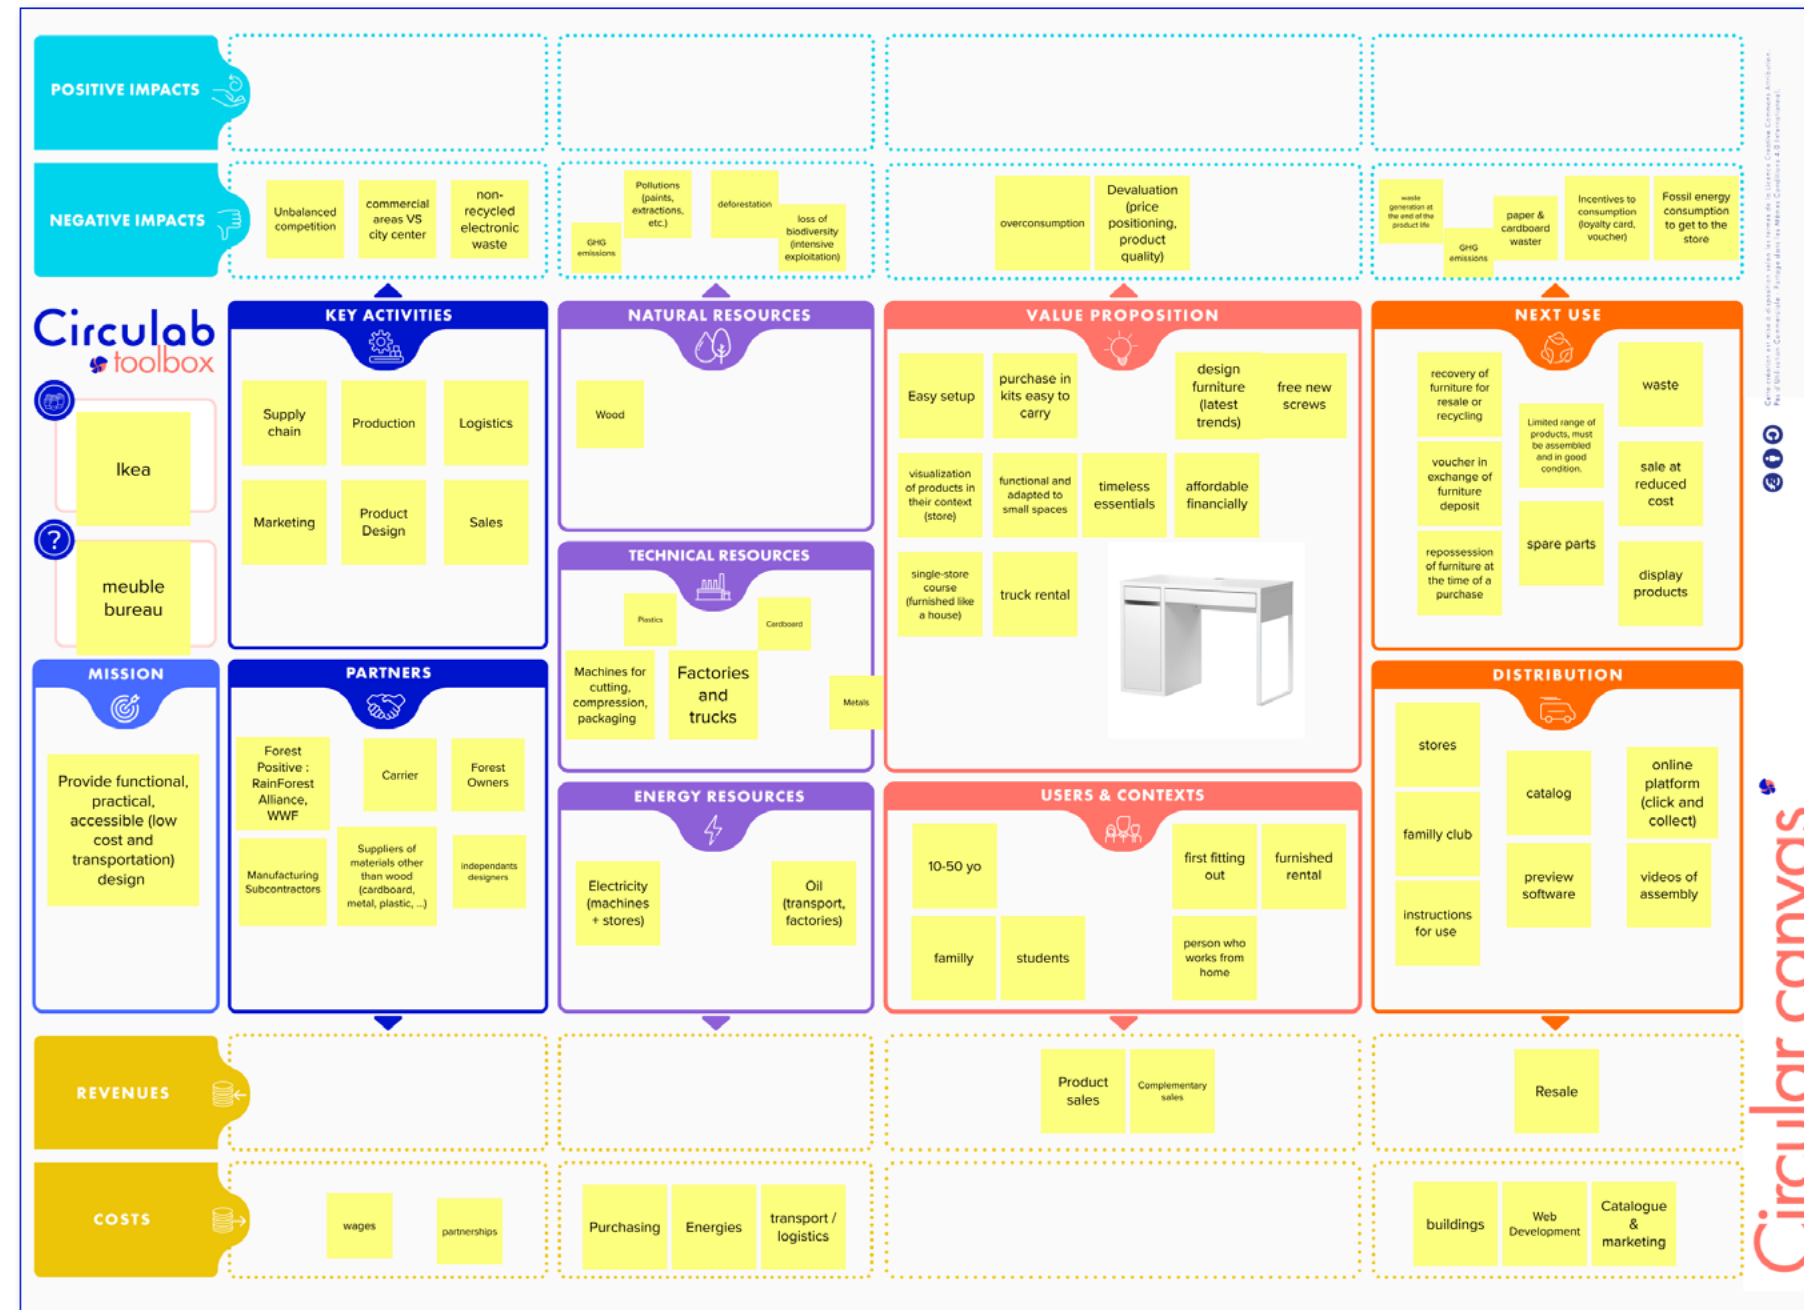 POSITIVE IMPACTS
NEGATIVE IMPACTS
Unbalanced
competition
commercial
areas VS
city center
non-
recycled
electronic
waste
GHG
emissions
Pollutions
(paints,
extractions,
etc.)
deforestation
loss of
biodiversity
(intensive
exploitation)
overconsumption
Devaluation
(price
positioning,
product
quality)
waste
generation at
the end of the
product life
GHG
emissions
paper &
cardboard
waster
Incentives to
consumption
(loyalty card,
voucher)
Fossil energy
consumption
to get to the
store
Circulab
toolbox
Ikea
?
meuble
bureau
KEY ACTIVITIES
Supply
chain
Production
Logistics
Marketing
Product
Design
Sales
NATURAL RESOURCES
Wood
TECHNICAL RESOURCES
Plastics
Cardboard
Machines for
cutting,
compression,
packaging
Factories
and
trucks
Metals
VALUE PROPOSITION
Easy setup
purchase in
kits easy to
carry
design
furniture
(latest
trends)
free new
screws
visualization
of products in
their context
(store)
functional and
adapted to
small spaces
timeless
essentials
affordable
financially
single-store
course
(furnished like
a house)
truck rental
NEXT USE
recovery of
furniture for
resale or
recycling
Limited range of
products, must
be assembled
and in good
condition.
waste
voucher in
exchange of
furniture
deposit
sale at
reduced
cost
spare parts
repossession
of furniture at
the time of a
purchase
display
products
MISSION
Provide functional,
practical,
accessible (low
cost and
transportation)
design
PARTNERS
Forest
Positive :
RainForest
Alliance,
WWF
Carrier
Forest
Owners
Manufacturing
Subcontractors
Suppliers of
materials other
than wood
(cardboard,
metal, plastic, ...)
independants
designers
ENERGY RESOURCES
Electricity
(machines
+ stores)
Oil
(transport,
factories)
USERS & CONTEXTS
10-50 yo
first fitting
out
furnished
rental
familly
students
person who
works from
home
DISTRIBUTION
stores
catalog
online
platform
(click and
collect)
familly club
preview
software
videos of
assembly
instructions
for use
REVENUES
Product
sales
Complementary
sales
Resale
COSTS
wages
partnerships
Purchasing
Energies
transport /
logistics
buildings
Web
Development
Catalogue
&
marketing
Circular canvas